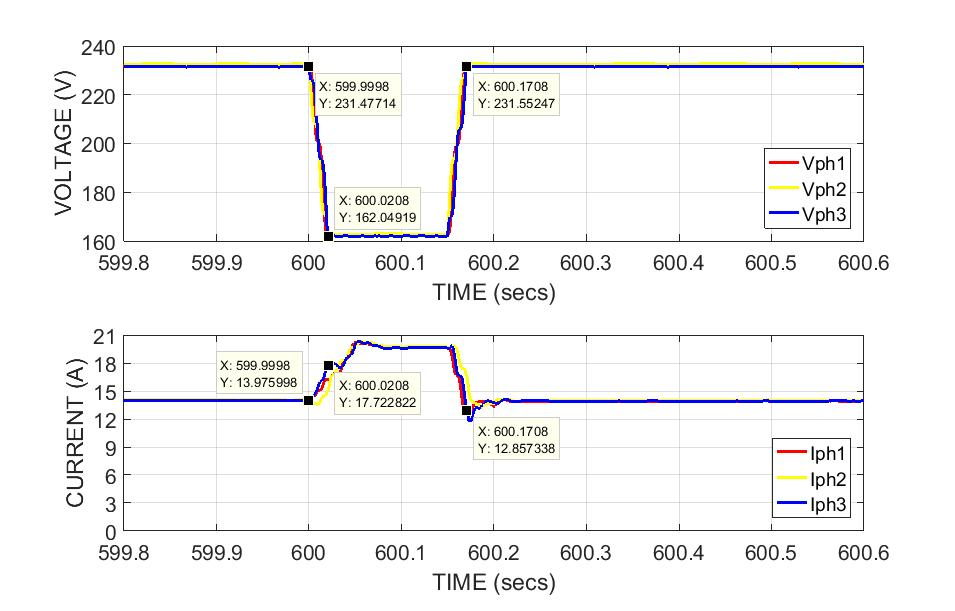 240
220
200
180
160
VOLTAGE (V)
X: 599.9998
Y: 231.47714
X: 600.1708
Y: 231.55247
X: 600.0208
Y: 162.04919
Vph1
Vph2
Vph3
599.8 599.9 600 600.1 600.2 600.3 600.4 600.5 600.6
TIME (secs)
21
18
15
12
9
6
3
0
CURRENT (A)
X: 599.9998
Y: 13.975998
X: 600.0208
Y: 17.722822
X: 600.1708
Y: 12.857338
Iph1
Iph2
Iph3
599.8 599.9 600 600.1 600.2 600.3 600.4 600.5 600.6
TIME (secs)